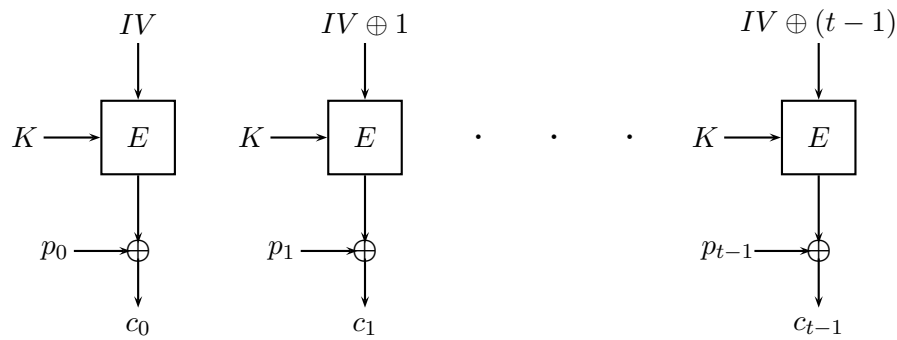 IV IV ⊕ 1 IV ⊕ (t − 1)
K E K E · · · K E
p₀ p₁ pₜ₋₁
c₀ c₁ cₜ₋₁